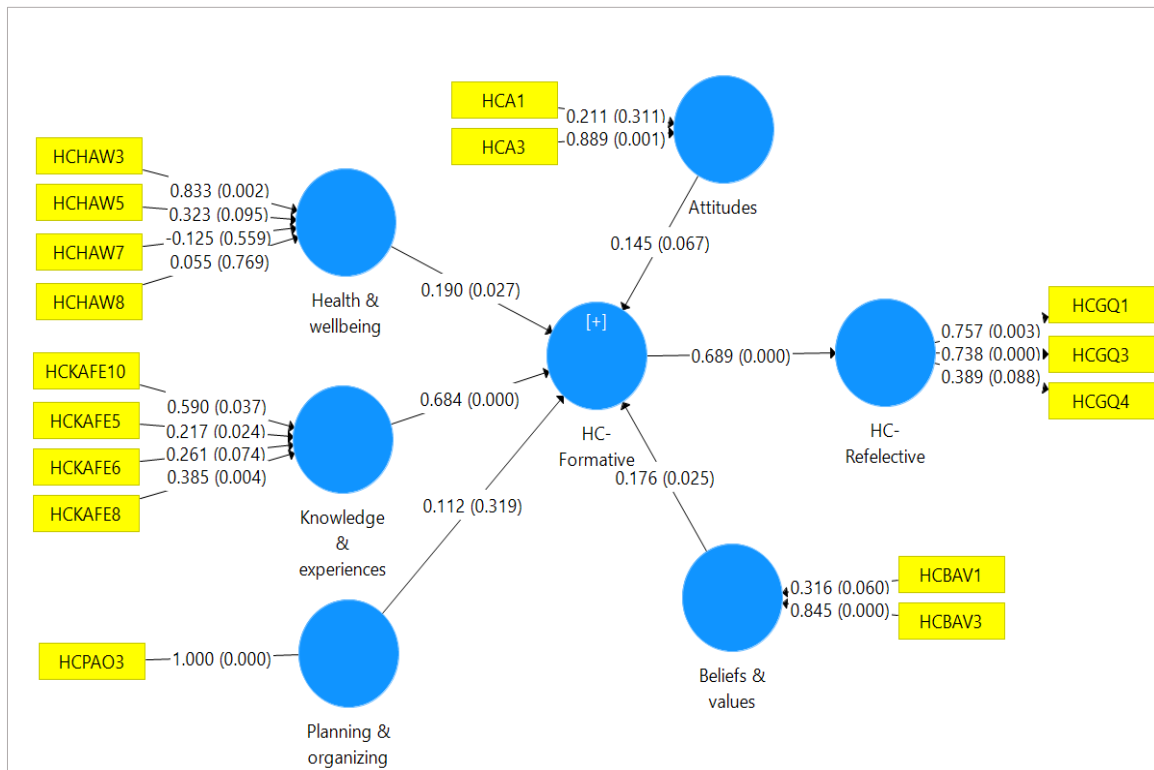 HCA1
0.211 (0.311)
HCA3
0.889 (0.001)
Attitudes
0.145 (0.067)
HCHAW3
0.833 (0.002)
HCHAW5
0.323 (0.095)
HCHAW7
-0.125 (0.559)
HCHAW8
0.055 (0.769)
Health &
wellbeing
0.190 (0.027)
HCKAFE10
0.590 (0.037)
HCKAFE5
0.217 (0.024)
HCKAFE6
0.261 (0.074)
HCKAFE8
0.385 (0.004)
Knowledge
&
experiences
0.684 (0.000)
HCPAO3
1.000 (0.000)
Planning &
organizing
0.112 (0.319)
[+]
HC-
Formative
0.689 (0.000)
HC-
Refelective
0.757 (0.003)
HCGQ1
0.738 (0.000)
HCGQ3
0.389 (0.088)
HCGQ4
0.176 (0.025)
Beliefs &
values
0.316 (0.060)
HCBAV1
0.845 (0.000)
HCBAV3